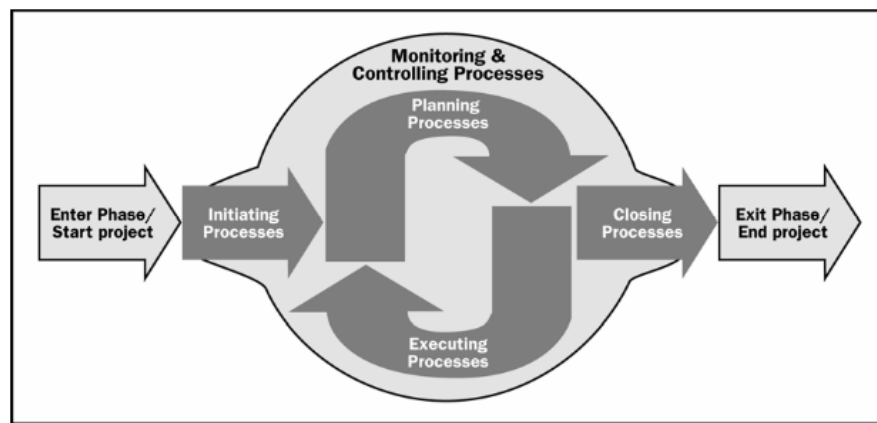 Monitoring &
Controlling Processes
Planning
Processes
Enter Phase/
Start project
Initiating
Processes
Closing
Processes
Exit Phase/
End project
Executing
Processes